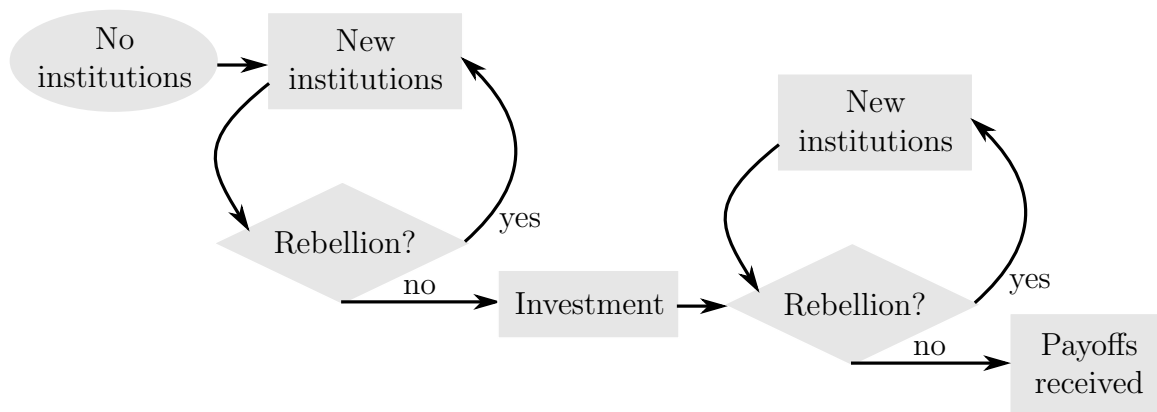 No
institutions
New
institutions
Rebellion?
yes
no
Investment
New
institutions
Rebellion?
yes
no
Payoffs
received